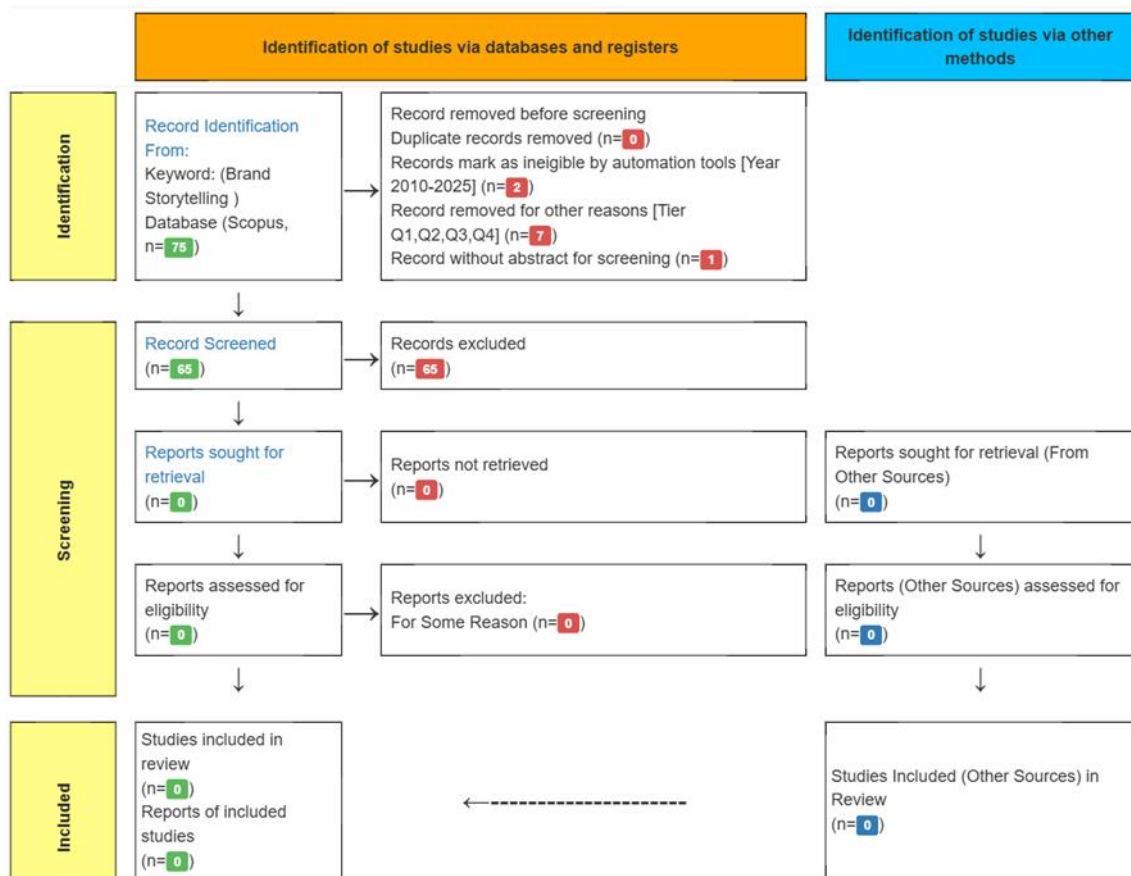 Identification of studies via databases and registers
Identification of studies via other
methods
Identification
Record Identification
From:
Keyword: (Brand
Storytelling )
Database (Scopus,
n= 75 )
Record removed before screening
Duplicate records removed (n= 0 )
Records mark as ineigible by automation tools [Year
2010-2025] (n= 2 )
Record removed for other reasons [Tier
Q1,Q2,Q3,Q4] (n= 7 )
Record without abstract for screening (n= 1 )
Screening
Record Screened
(n= 65 )
Records excluded
(n= 65 )
Reports sought for
retrieval
(n= 0 )
Reports not retrieved
(n= 0 )
Reports sought for retrieval (From
Other Sources)
(n= 0 )
Reports assessed for
eligibility
(n= 0 )
Reports excluded:
For Some Reason (n= 0 )
Reports (Other Sources) assessed for
eligibility
(n= 0 )
Included
Studies included in
review
(n= 0 )
Reports of included
studies
(n= 0 )
Studies Included (Other Sources) in
Review
(n= 0 )